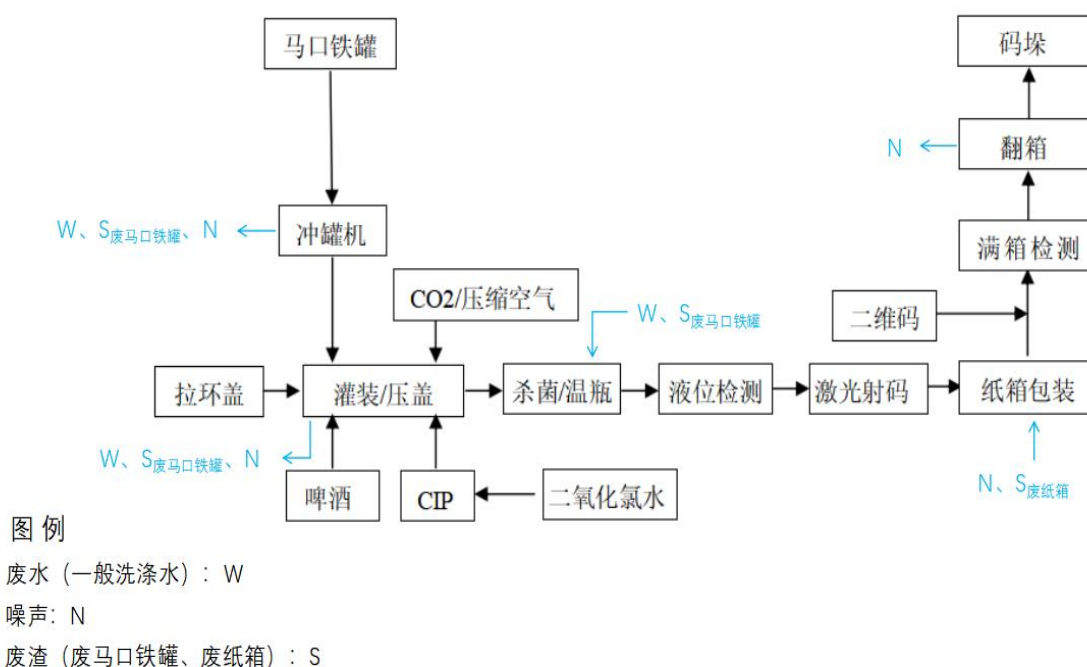 马口铁罐
码垛
N
翻箱
W、S废马口铁罐、N
冲罐机
满箱检测
CO2/压缩空气
W、S废马口铁罐
二维码
拉环盖
灌装/压盖
杀菌/温瓶
液位检测
激光射码
纸箱包装
W、S废马口铁罐、N
啤酒
CIP
二氧化氯水
N、S废纸箱
图例
废水（一般洗涤水）：W
噪声：N
废渣（废马口铁罐、废纸箱）：S